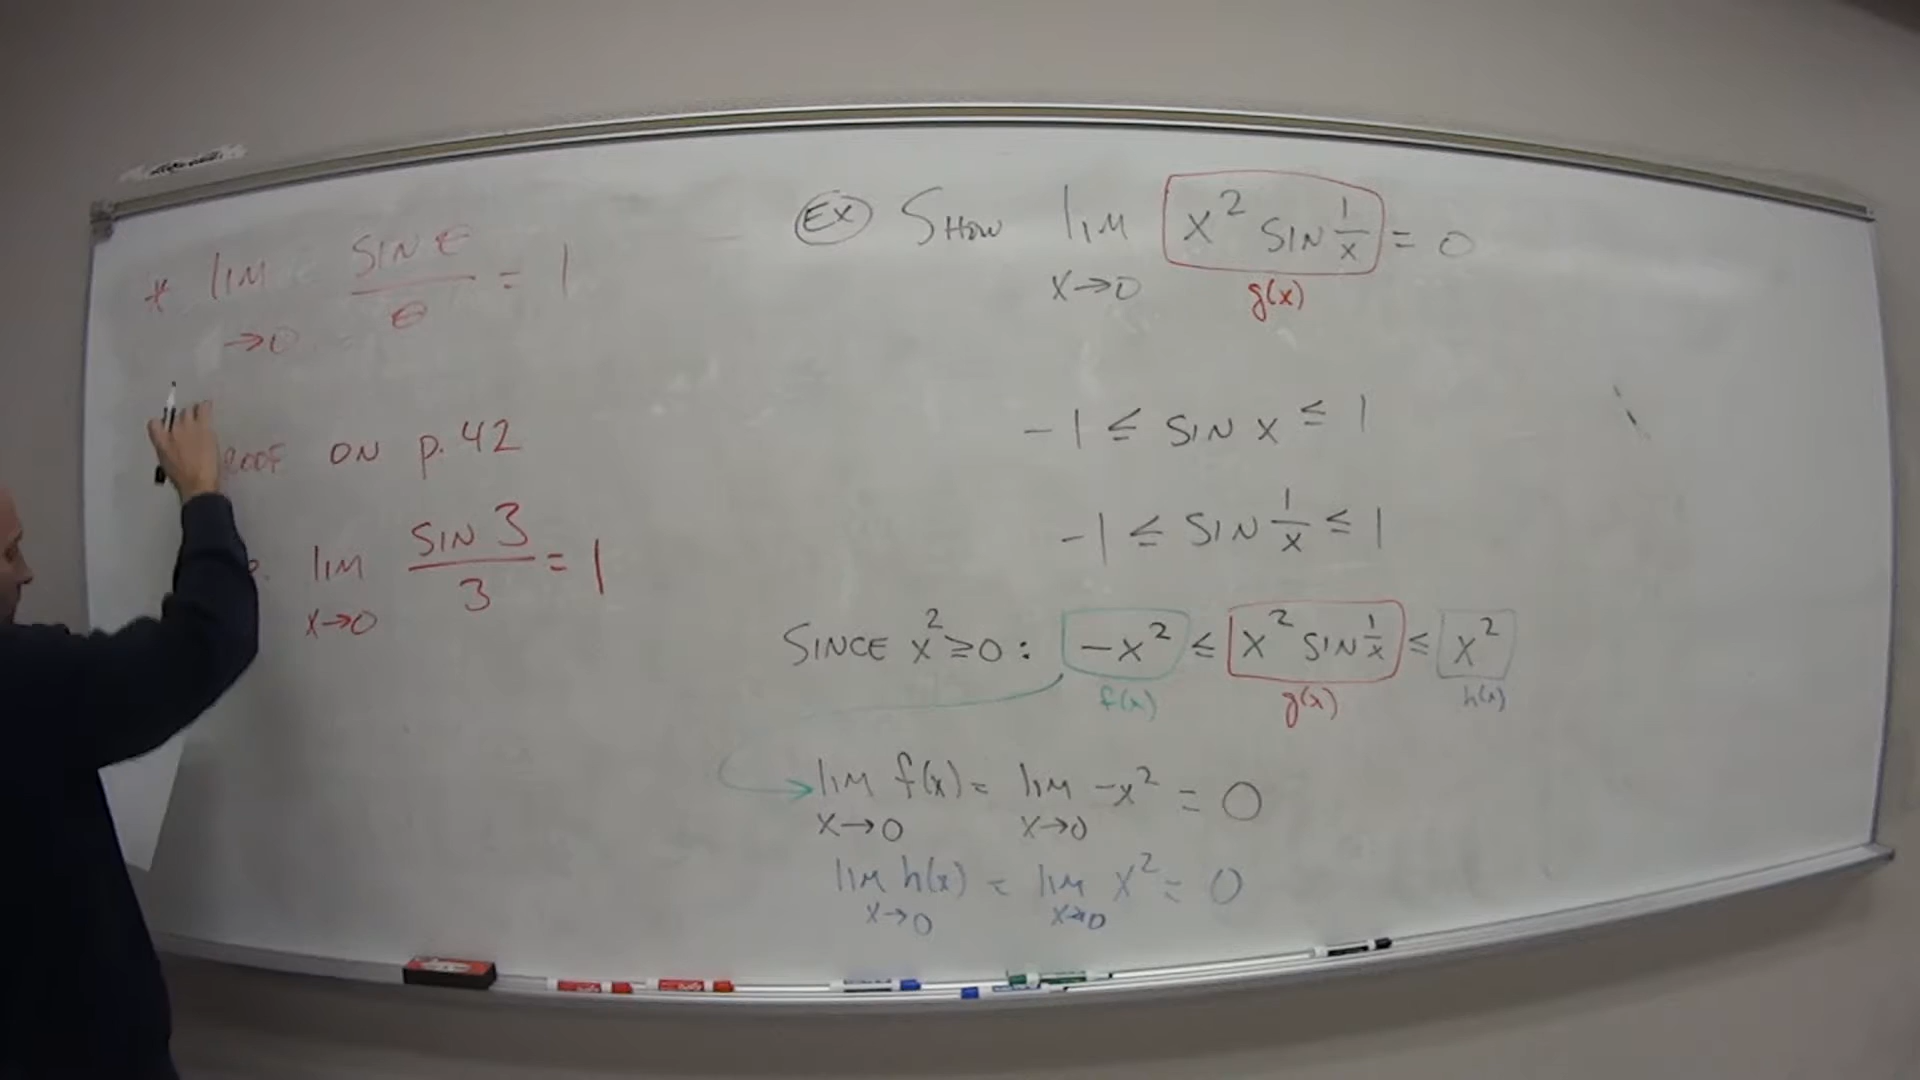 * lim sin θ / θ = 1
→0
ON p. 42
lim sin 3 / 3 = 1
x→0
EX Show lim x² sin 1/x = 0
x→0 g(x)
-1 ≤ sin x ≤ 1
-1 ≤ sin 1/x ≤ 1
Since x² ≥ 0: -x² ≤ x² sin 1/x ≤ x²
f(x) g(x) h(x)
lim f(x) = lim -x² = 0
x→0 x→0
lim h(x) = lim x² = 0
x→0 x→0